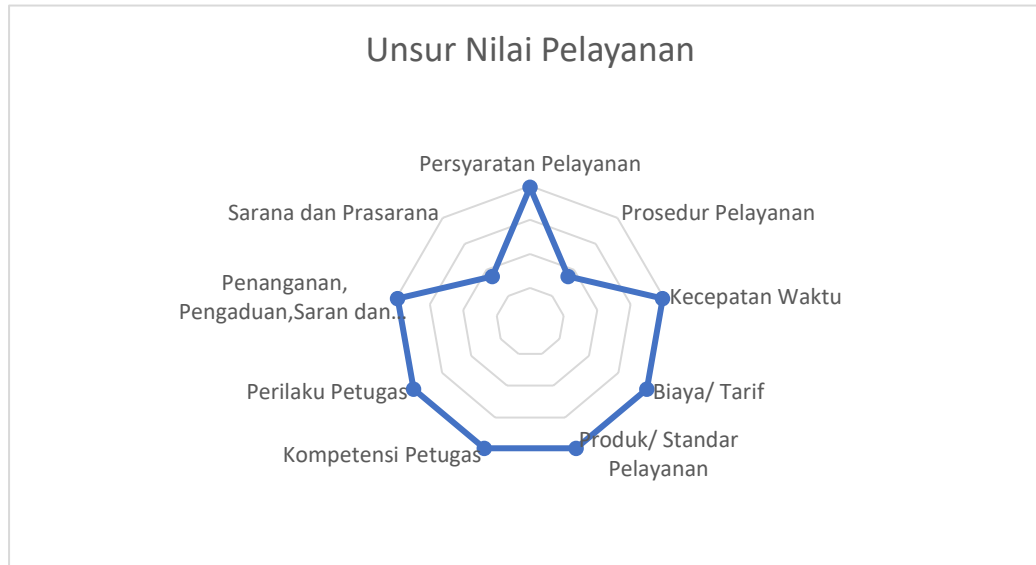 Unsur Nilai Pelayanan
Persyaratan Pelayanan
Prosedur Pelayanan
Kecepatan Waktu
Biaya/ Tarif
Produk/ Standar
Pelayanan
Kompetensi Petugas
Perilaku Petugas
Penanganan,
Pengaduan,Saran dan...
Sarana dan Prasarana